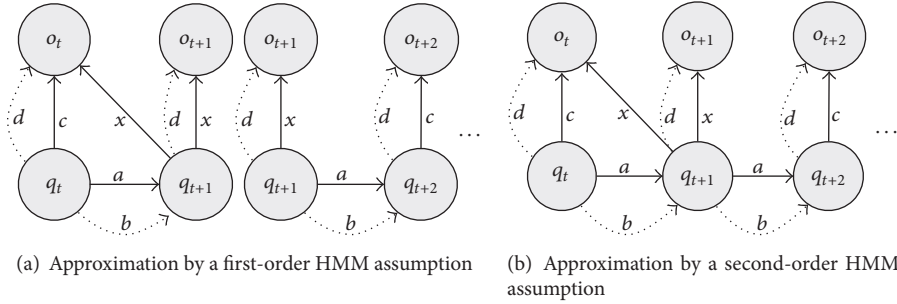 o_t o_{t+1} o_{t+1} o_{t+2}
d c x d x d x d c ...
q_t a q_{t+1} q_{t+1} a q_{t+2}
b b
(a) Approximation by a first-order HMM assumption
o_t o_{t+1} o_{t+2}
d c x d x d c ...
q_t a q_{t+1} a q_{t+2}
b b
(b) Approximation by a second-order HMM
assumption